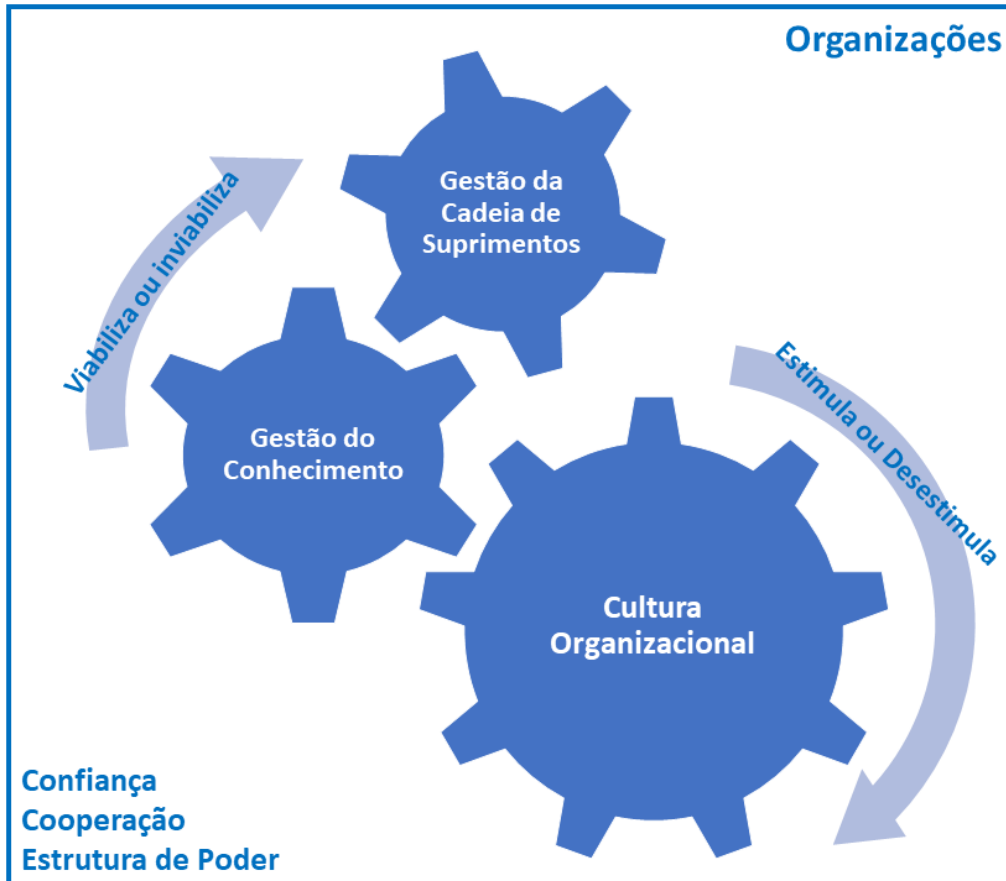 Organizações
Gestão da
Cadeia de
Suprimentos
Viabiliza ou inviabiliza
Gestão do
Conhecimento
Estimula ou Desestimula
Cultura
Organizacional
Confiança
Cooperação
Estrutura de Poder